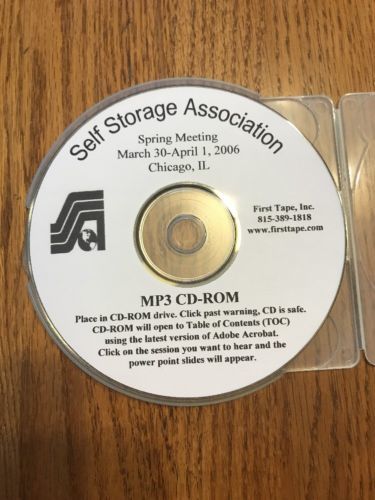 Self Storage Association
Spring Meeting
March 30-April 1, 2006
Chicago, IL
First Tape, Inc.
815-389-1818
www.firsttape.com
MP3 CD-ROM
Place in CD-ROM drive. Click past warning, CD is safe.
CD-ROM will open to Table of Contents (TOC)
using the latest version of Adobe Acrobat.
Click on the session you want to hear and the
power point slides will appear.